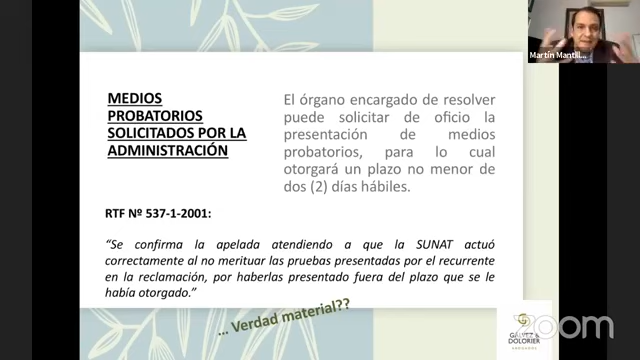 Martín Mantill...
MEDIOS
PROBATORIOS
SOLICITADOS POR LA
ADMINISTRACIÓN
El órgano encargado de resolver
puede solicitar de oficio la
presentación de medios
probatorios, para lo cual
otorgará un plazo no menor de
dos (2) días hábiles.
RTF Nº 537-1-2001:
“Se confirma la apelada atendiendo a que la SUNAT actuó
correctamente al no merituar las pruebas presentadas por el recurrente
en la reclamación, por haberlas presentado fuera del plazo que se le
había otorgado.”
... Verdad material??
GÁLVEZ &
DOLORIER
zoom